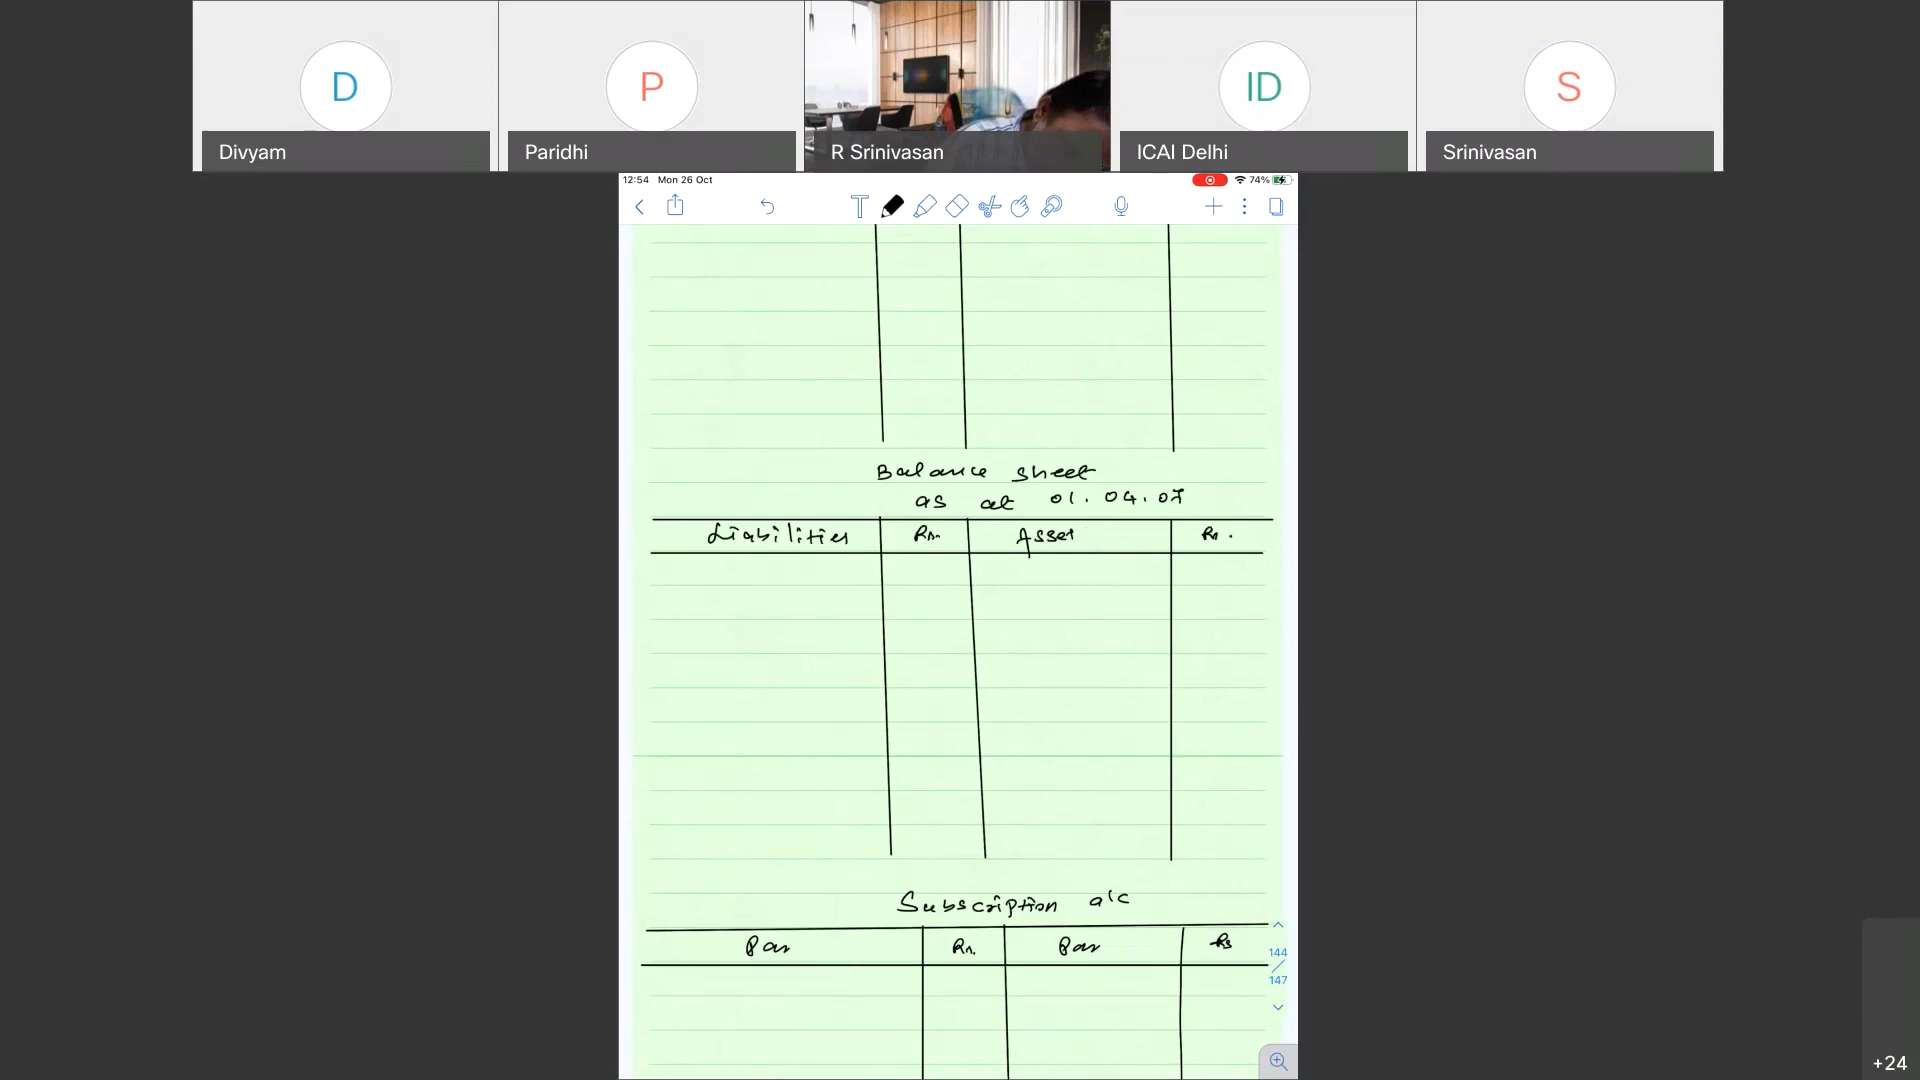 D
P
ID
S
Divyam
Paridhi
R Srinivasan
ICAI Delhi
Srinivasan
12:54 Mon 26 Oct
74%
T
Balance sheet
as at 01.04.07
Liabilities Rs. Asset Rs.
Subscription a/c
Par Rs. Par Rs
144
147
+24